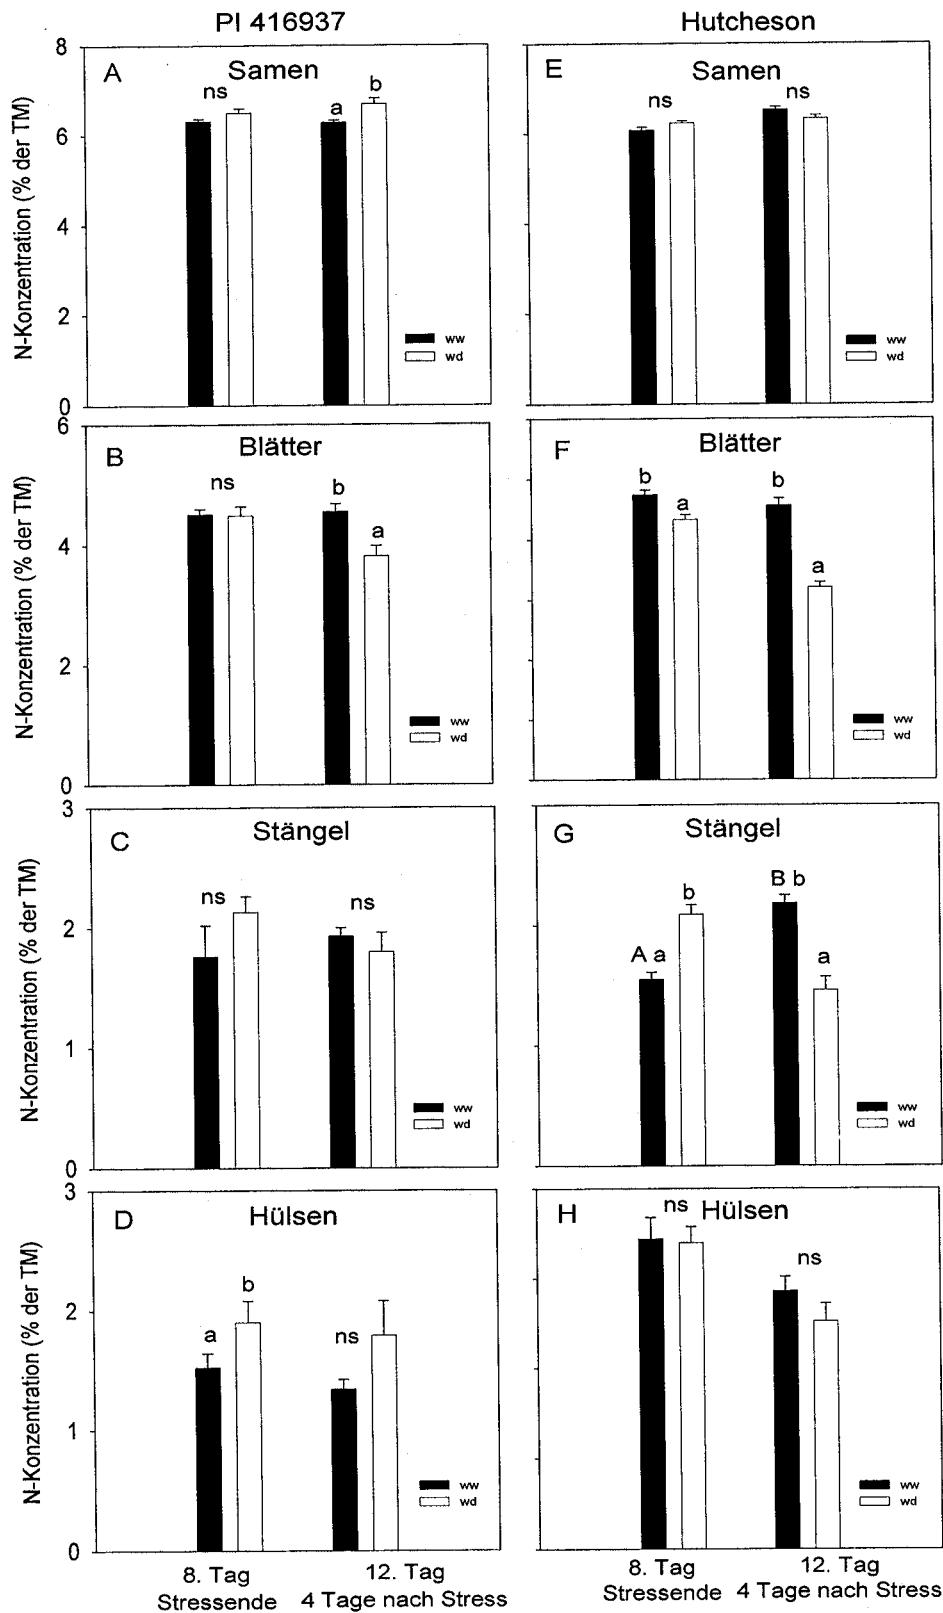 PI 416937
Hutcheson
N-Konzentration (% der TM)
8
6
4
2
0
A
Samen
ns
a
b
ww
wd
E
Samen
ns
ns
ww
wd
N-Konzentration (% der TM)
6
4
2
0
B
Blätter
ns
b
a
ww
wd
F
Blätter
b
a
b
a
ww
wd
N-Konzentration (% der TM)
3
2
1
0
C
Stängel
ns
ns
ww
wd
G
Stängel
A a
b
B b
a
ww
wd
N-Konzentration (% der TM)
3
2
1
0
D
Hülsen
a
b
ns
ww
wd
H
Hülsen
ns
ns
ww
wd
8. Tag
Stressende
12. Tag
4 Tage nach Stress
8. Tag
Stressende
12. Tag
4 Tage nach Stress